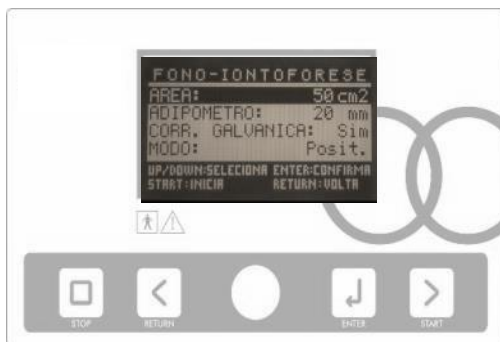 FONO-IONTOFORESE
AREA: 50 cm2
ADIPOMETRO: 20 mm
CORR. GALVANICA: Sim
MODO: Posit.
UP/DOWN:SELECIONA ENTER:CONFIRMA
START:INICIA RETURN:VOLTA
STOP RETURN ENTER START